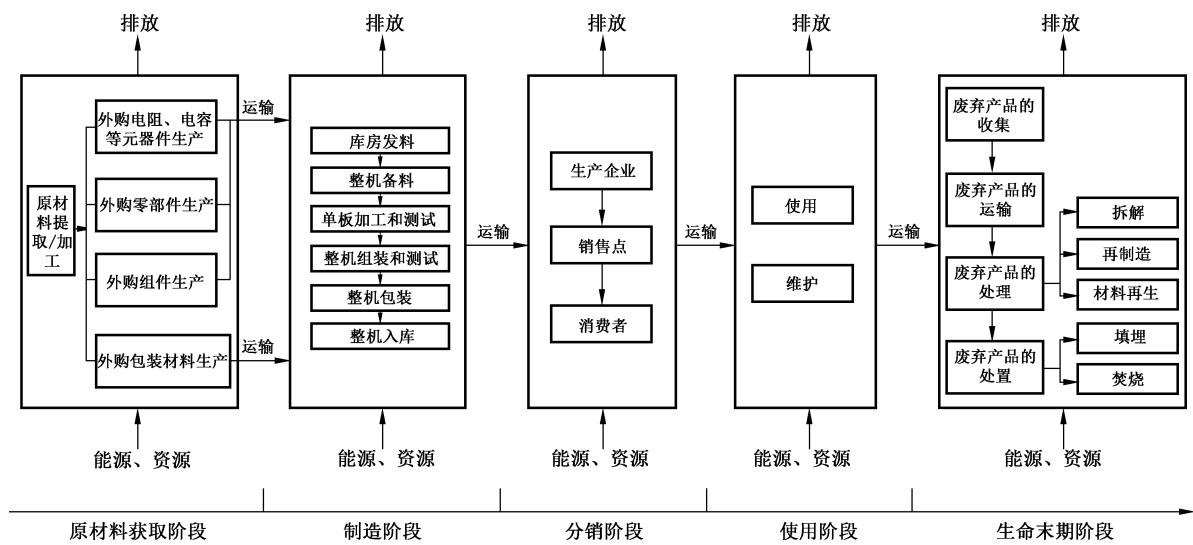 排放
排放
排放
排放
排放
原材
料提
取/加
工
外购电阻、电容
等元器件生产
外购零部件生产
外购组件生产
外购包装材料生产
运输
运输
库房发料
整机备料
单板加工和测试
整机组装和测试
整机包装
整机入库
运输
生产企业
销售点
消费者
运输
使用
维护
运输
废弃产品的
收集
废弃产品的
运输
废弃产品的
处理
废弃产品的
处置
拆解
再制造
材料再生
填埋
焚烧
能源、资源
能源、资源
能源、资源
能源、资源
能源、资源
原材料获取阶段
制造阶段
分销阶段
使用阶段
生命末期阶段